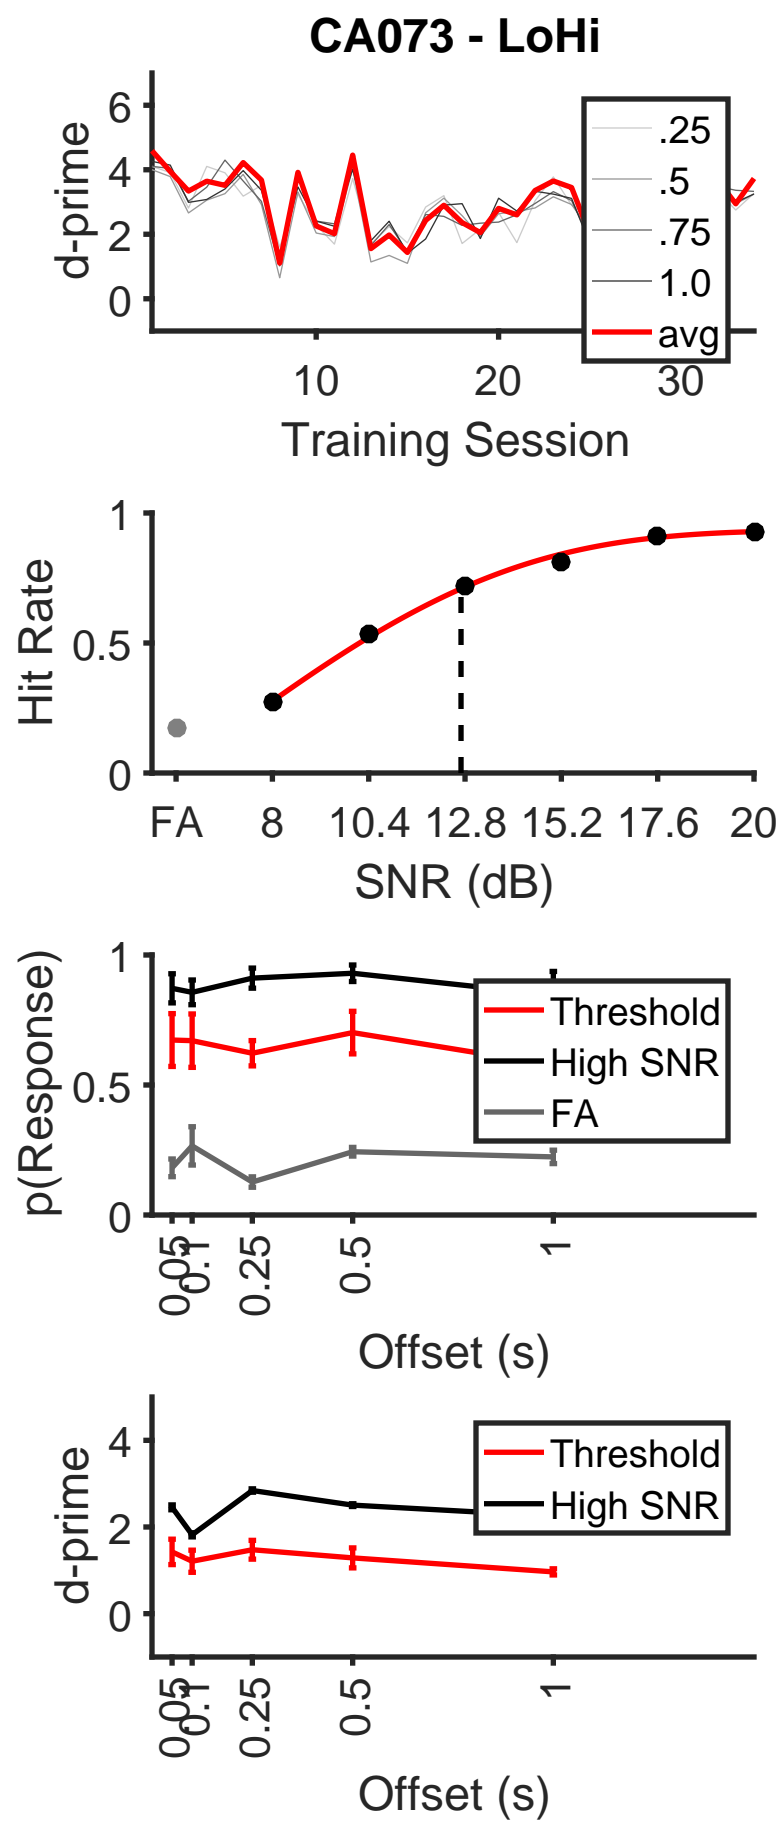 CA073 - LoHi
d-prime
6
4
2
0
.25
.5
.75
1.0
avg
10 20 30
Training Session
Hit Rate
1
0.5
0
FA 8 10.4 12.8 15.2 17.6 20
SNR (dB)
p(Response)
1
0.5
0
Threshold
High SNR
FA
0.05 0.1 0.25 0.5 1
Offset (s)
d-prime
4
2
0
Threshold
High SNR
0.05 0.1 0.25 0.5 1
Offset (s)